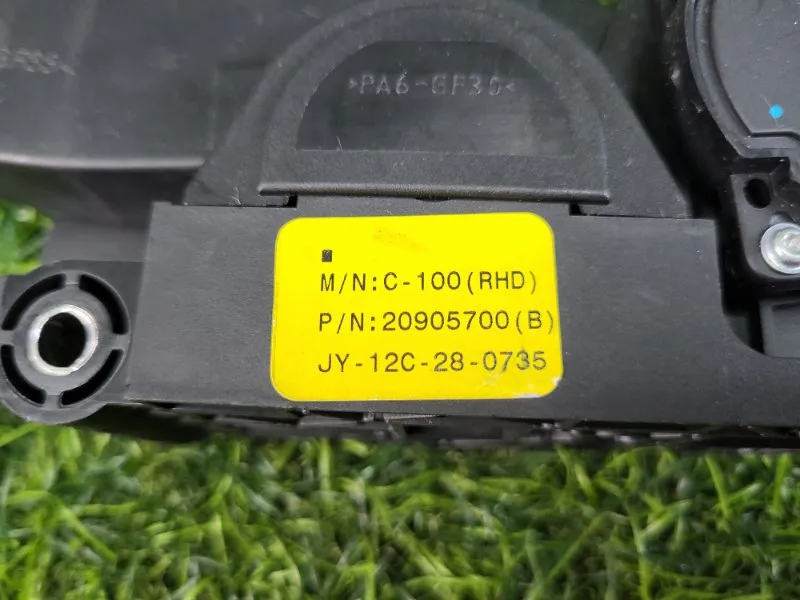 >PA6-GF30<
M/N:C-100(RHD)
P/N:20905700(B)
JY-12C-28-0735